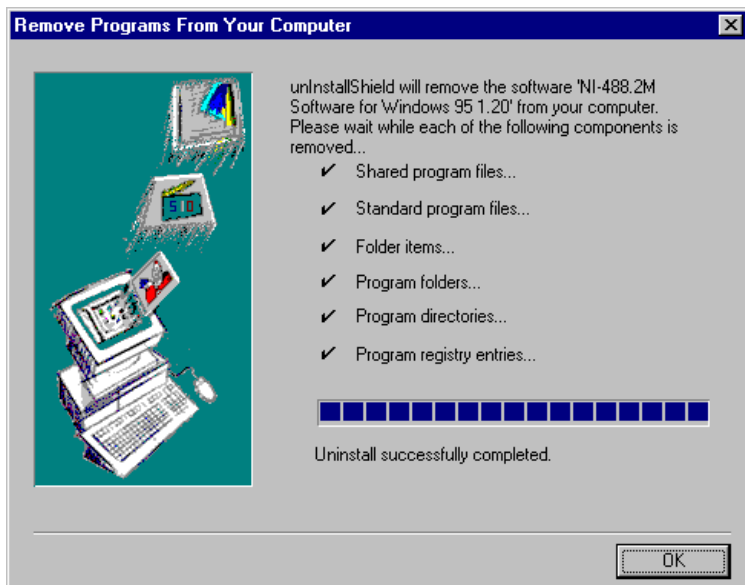 Remove Programs From Your Computer
unInstallShield will remove the software 'NI-488.2M
Software for Windows 95 1.20' from your computer.
Please wait while each of the following components is
removed...
✔ Shared program files...
✔ Standard program files...
✔ Folder items...
✔ Program folders...
✔ Program directories...
✔ Program registry entries...
Uninstall successfully completed.
OK